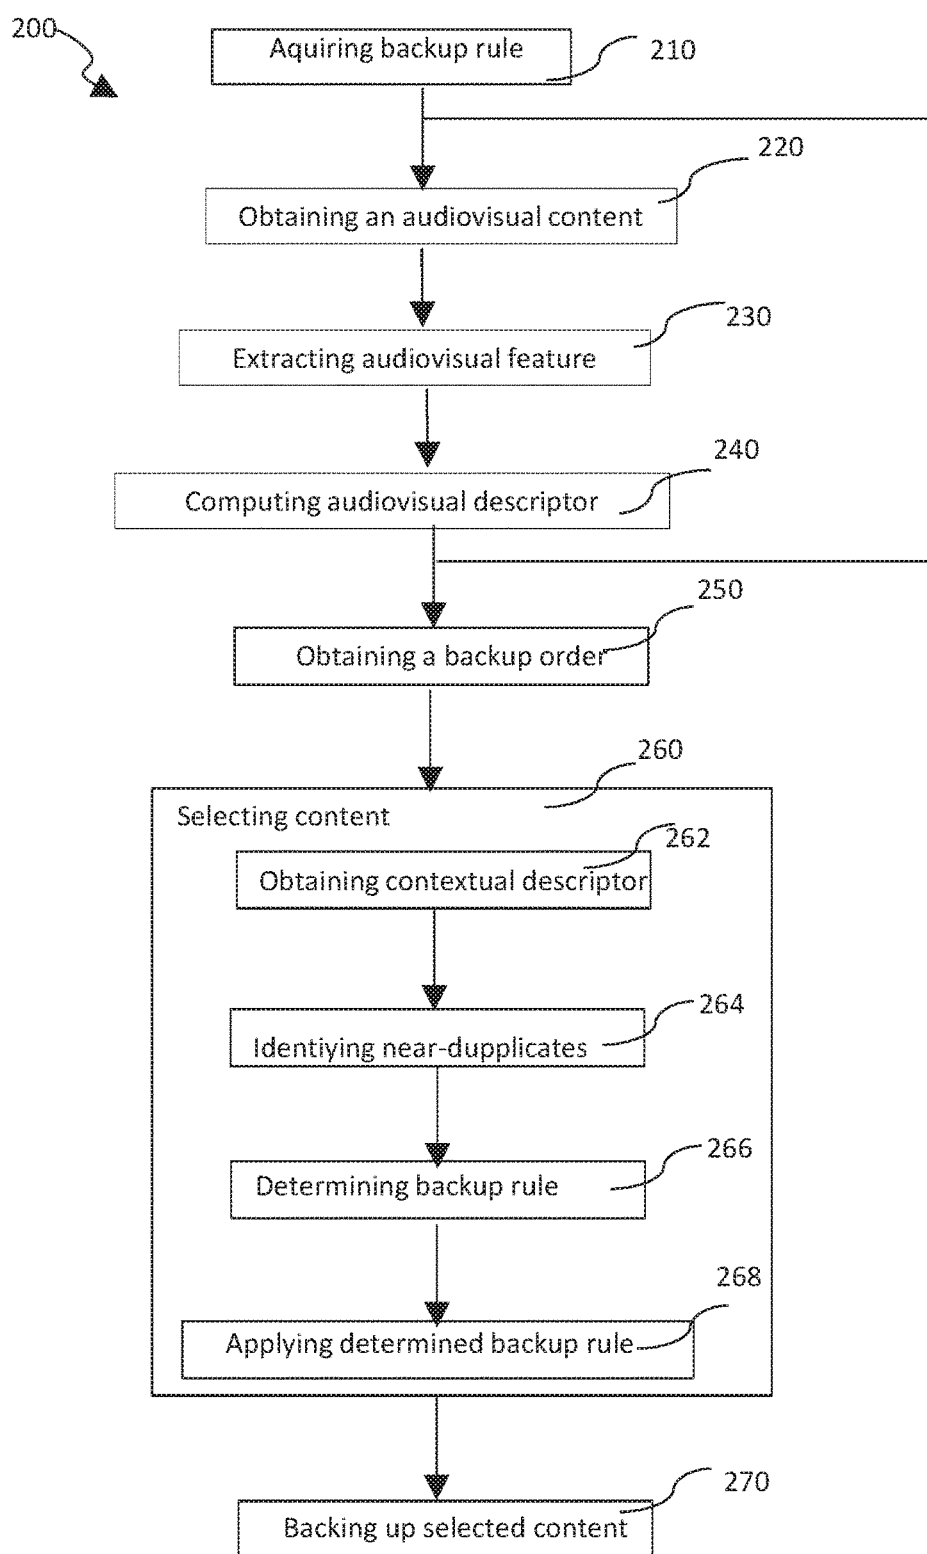 200
Aquiring backup rule
210
220
Obtaining an audiovisual content
230
Extracting audiovisual feature
240
Computing audiovisual descriptor
250
Obtaining a backup order
260
Selecting content
262
Obtaining contextual descriptor
264
Identiying near-dupplicates
266
Determining backup rule
268
Applying determined backup rule
270
Backing up selected content